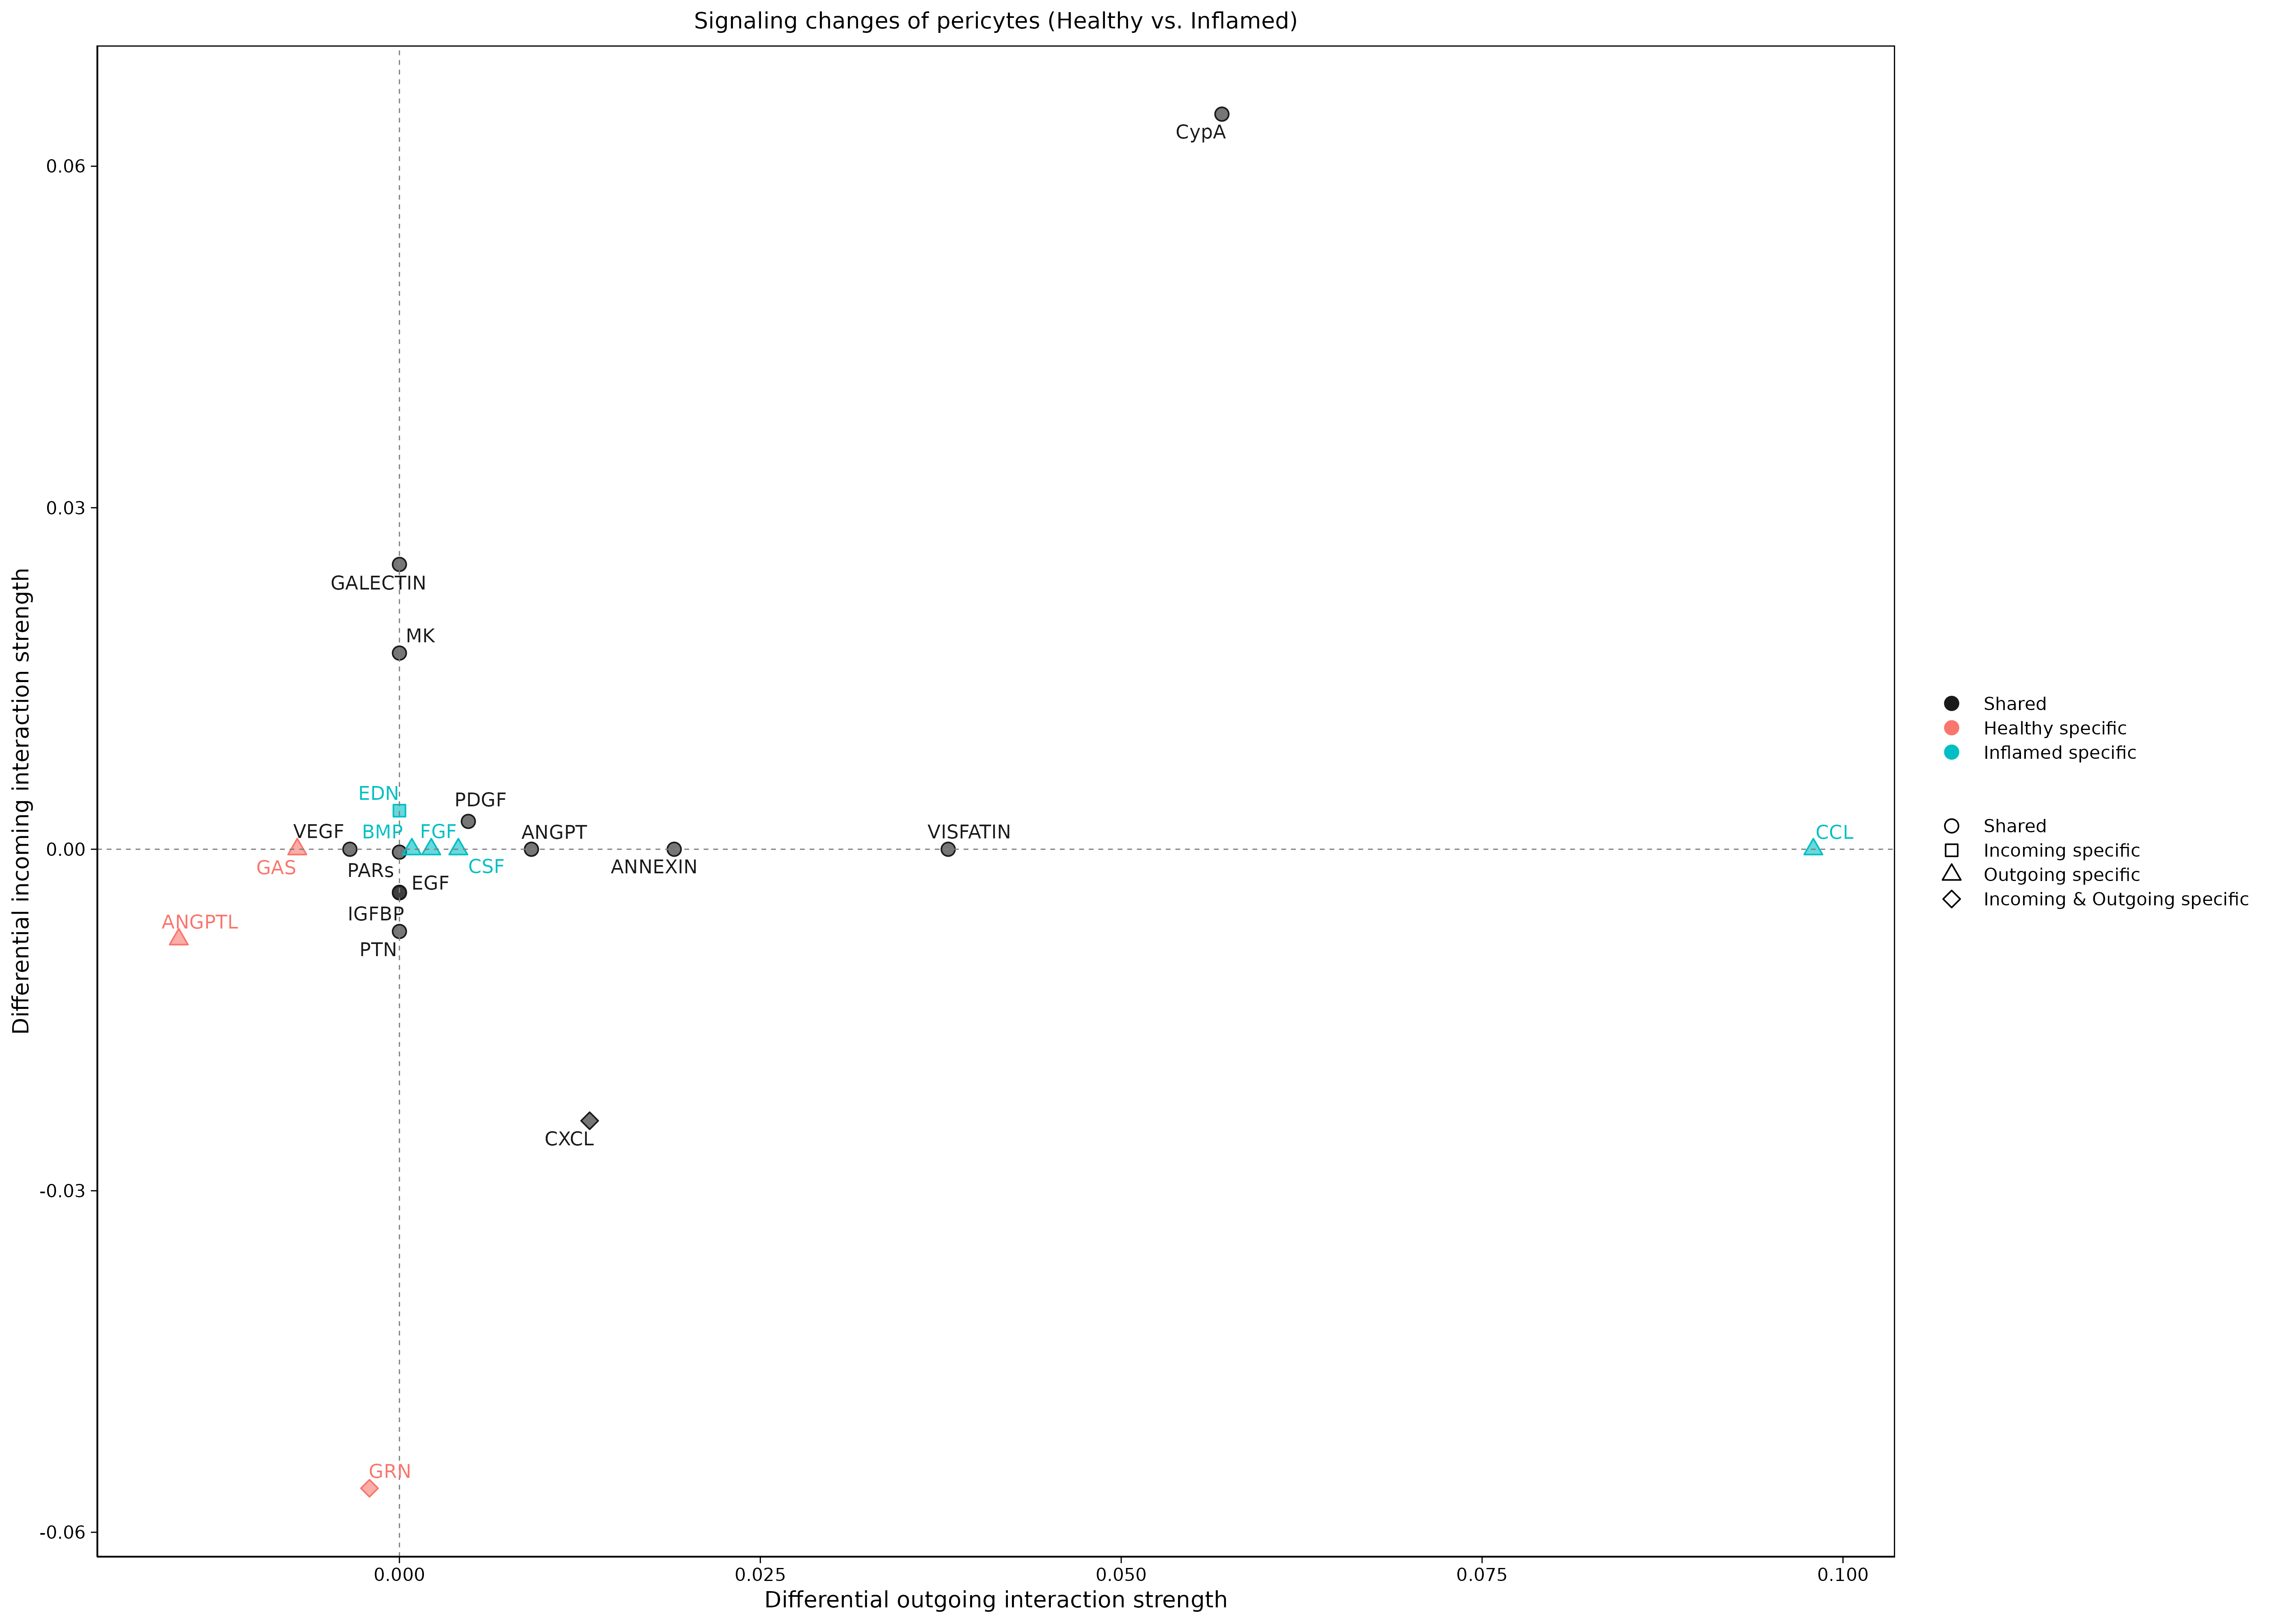 Signaling changes of pericytes (Healthy vs. Inflamed)
CypA
0.06
0.03
GALECTIN
MK
EDN
PDGF
VEGF
BMP
FGF
ANGPT
VISFATIN
CCL
0.00
GAS
PARs
CSF
ANNEXIN
EGF
IGFBP
ANGPTL
PTN
CXCL
-0.03
GRN
-0.06
0.000
0.025
0.050
0.075
0.100
Differential outgoing interaction strength
Differential incoming interaction strength
Shared
Healthy specific
Inflamed specific
Shared
Incoming specific
Outgoing specific
Incoming & Outgoing specific